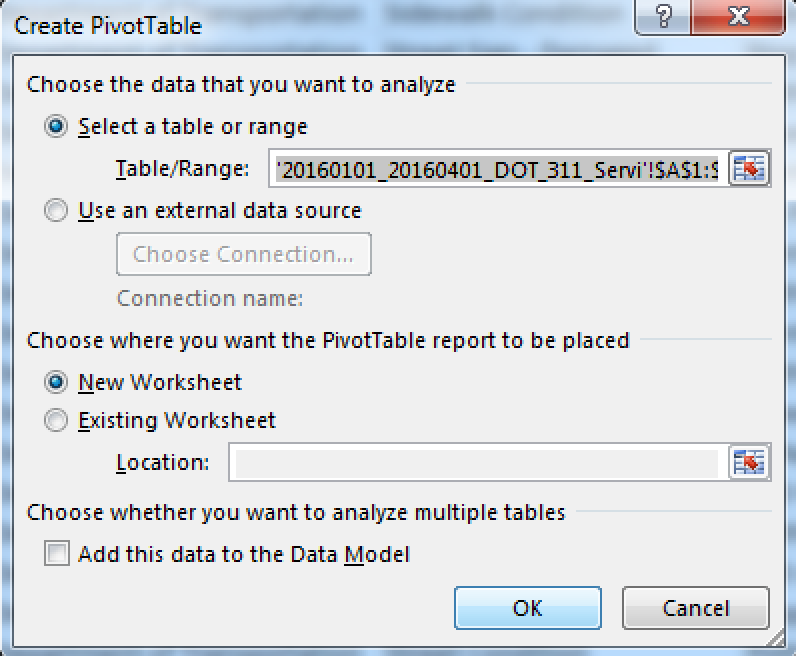 Create PivotTable
?
X
Choose the data that you want to analyze
Select a table or range
Table/Range: '20160101_20160401_DOT_311_Servi'!$A$1:$
Use an external data source
Choose Connection...
Connection name:
Choose where you want the PivotTable report to be placed
New Worksheet
Existing Worksheet
Location:
Choose whether you want to analyze multiple tables
Add this data to the Data Model
OK Cancel